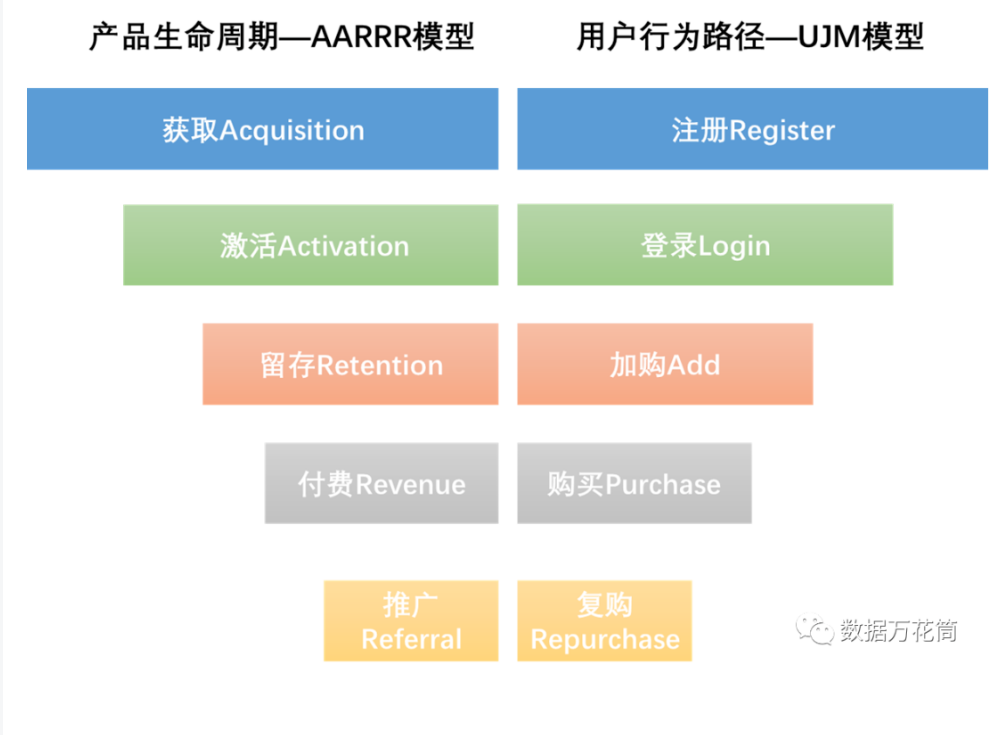 产品生命周期—AARRR模型
用户行为路径—UJM模型
获取Acquisition
注册Register
激活Activation
登录Login
留存Retention
加购Add
付费Revenue
购买Purchase
推广
Referral
复购
Repurchase
数据万花筒